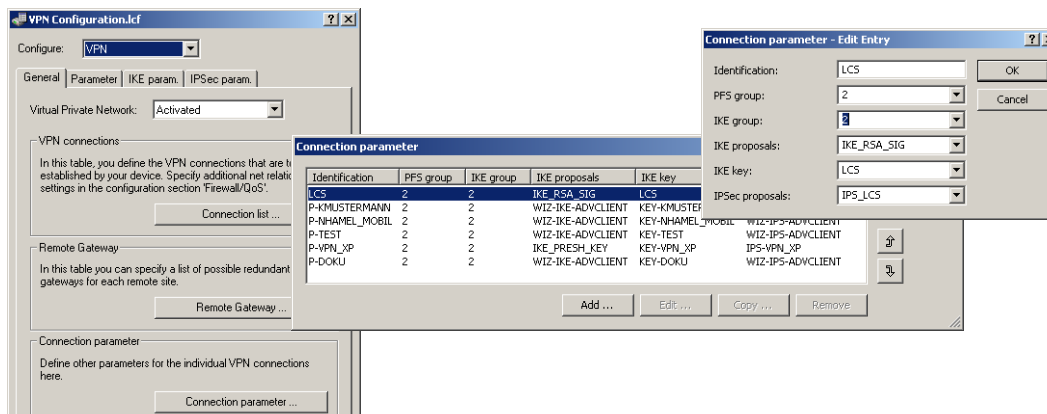 VPN Configuration.lcf
Configure: VPN
General Parameter IKE param. IPSec param.
Virtual Private Network: Activated
VPN connections
In this table, you define the VPN connections that are
established by your device. Specify additional net
settings in the configuration section 'Firewall/QoS'.
Connection list ...
Remote Gateway
In this table you can specify a list of possible redundant
gateways for each remote site.
Remote Gateway ...
Connection parameter
Define other parameters for the individual VPN connections
here.
Connection parameter ...
Connection parameter
Identification PFS group IKE group IKE proposals IKE key
LCS 2 2 IKE_RSA_SIG LCS
P-KMUSTERMANN 2 2 WIZ-IKE-ADVCLIENT
P-NHAMEL_MOBIL 2 2 WIZ-IKE-ADVCLIENT KEY-NHAMEL_MOBIL WIZ-IPS-ADVCLIENT
P-TEST 2 2 WIZ-IKE-ADVCLIENT KEY-TEST WIZ-IPS-ADVCLIENT
P-VPN_XP 2 2 IKE_PRESH_KEY KEY-VPN_XP IPS-VPN_XP
P-DOKU 2 2 WIZ-IKE-ADVCLIENT KEY-DOKU WIZ-IPS-ADVCLIENT
Add ... Edit ... Copy ... Remove
Connection parameter - Edit Entry
Identification: LCS OK
PFS group: 2 Cancel
IKE group: 2
IKE proposals: IKE_RSA_SIG
IKE key: LCS
IPSec proposals: IPS_LCS